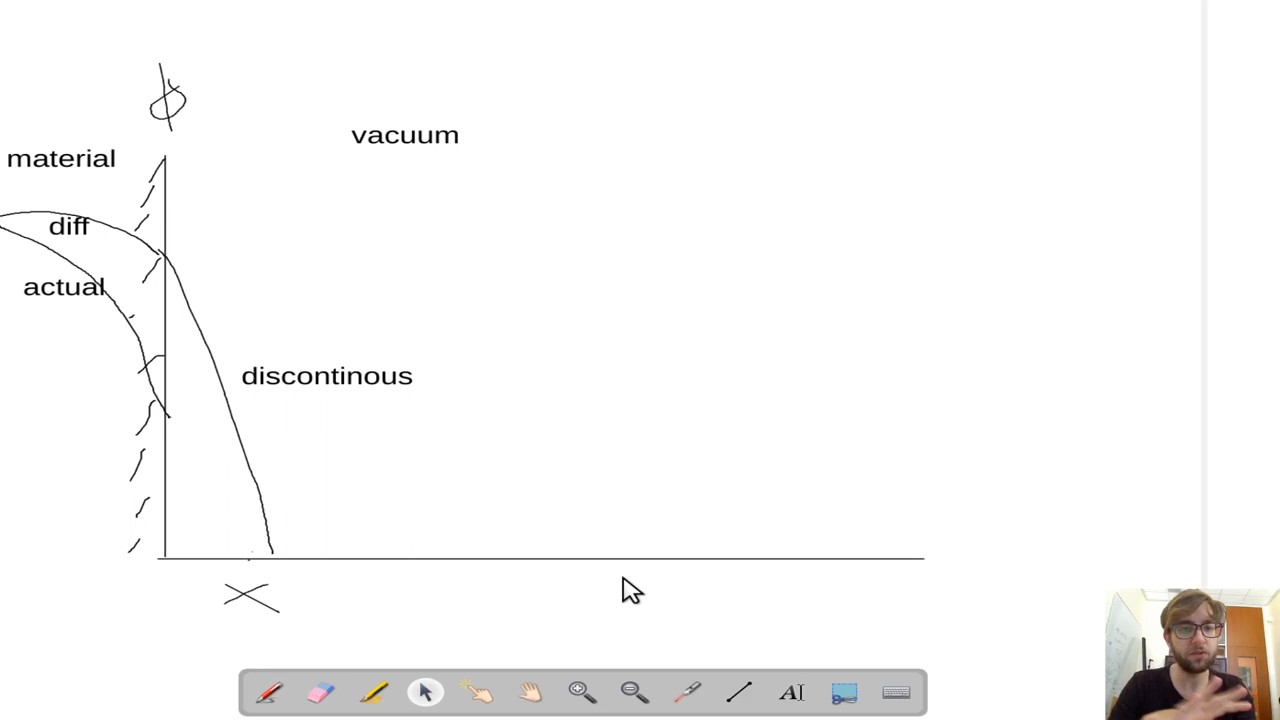 ϕ
vacuum
material
diff
actual
discontinous
x